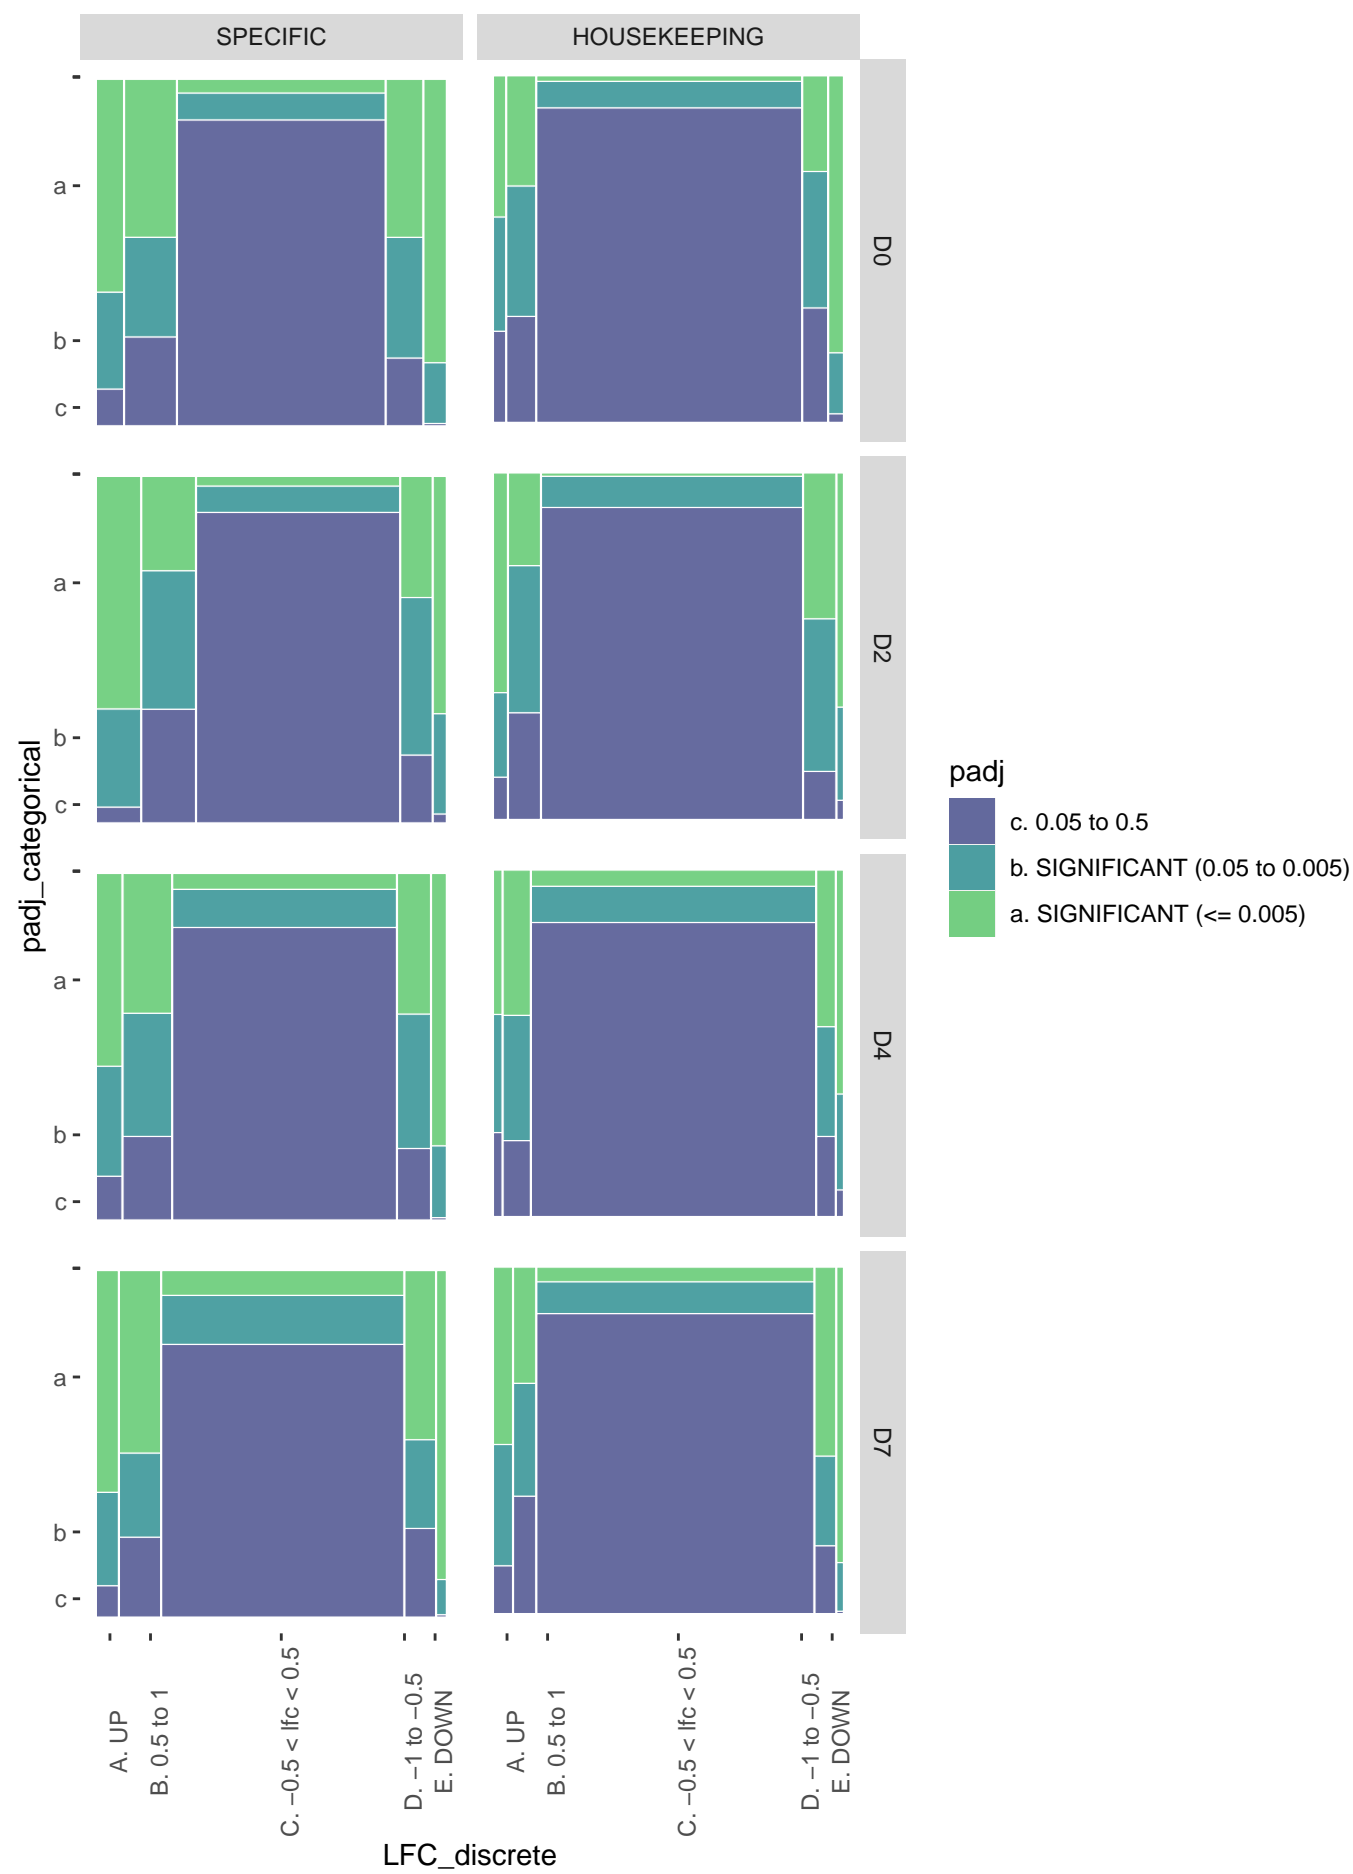 SPECIFIC
HOUSEKEEPING
a
b
c
D0
a
b
c
D2
a
b
c
D4
a
b
c
D7
padj_categorical
A. UP
B. 0.5 to 1
C. −0.5 < lfc < 0.5
D. −1 to −0.5
E. DOWN
A. UP
B. 0.5 to 1
C. −0.5 < lfc < 0.5
D. −1 to −0.5
E. DOWN
LFC_discrete
padj
c. 0.05 to 0.5
b. SIGNIFICANT (0.05 to 0.005)
a. SIGNIFICANT (<= 0.005)